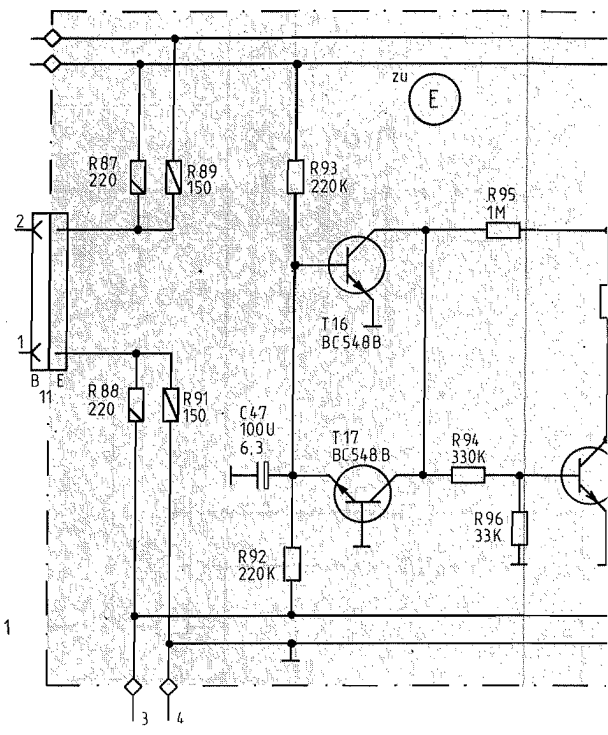 zu
E
R87
220
R89
150
R93
220K
R95
1M
2
T16
BC548B
1
B E
11
R88
220
R91
150
C47
100U
6,3
T17
BC548B
R94
330K
R96
33K
R92
220K
1
3
4